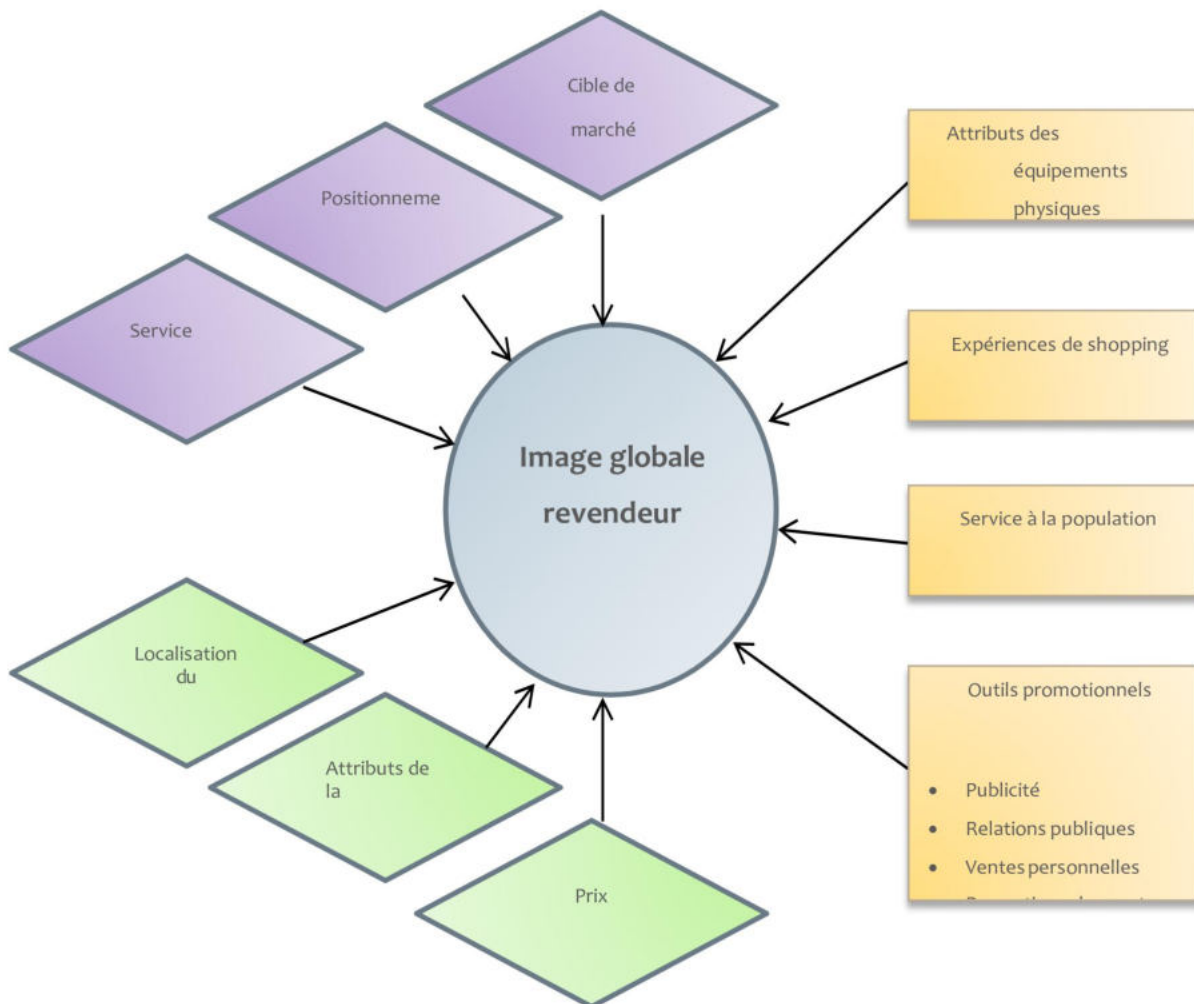 Cible de
marché
Positionneme
Service
Image globale
revendeur
Localisation
du
Attributs de
la
Prix
Attributs des
équipements
physiques
Expériences de shopping
Service à la population
Outils promotionnels
• Publicité
• Relations publiques
• Ventes personnelles